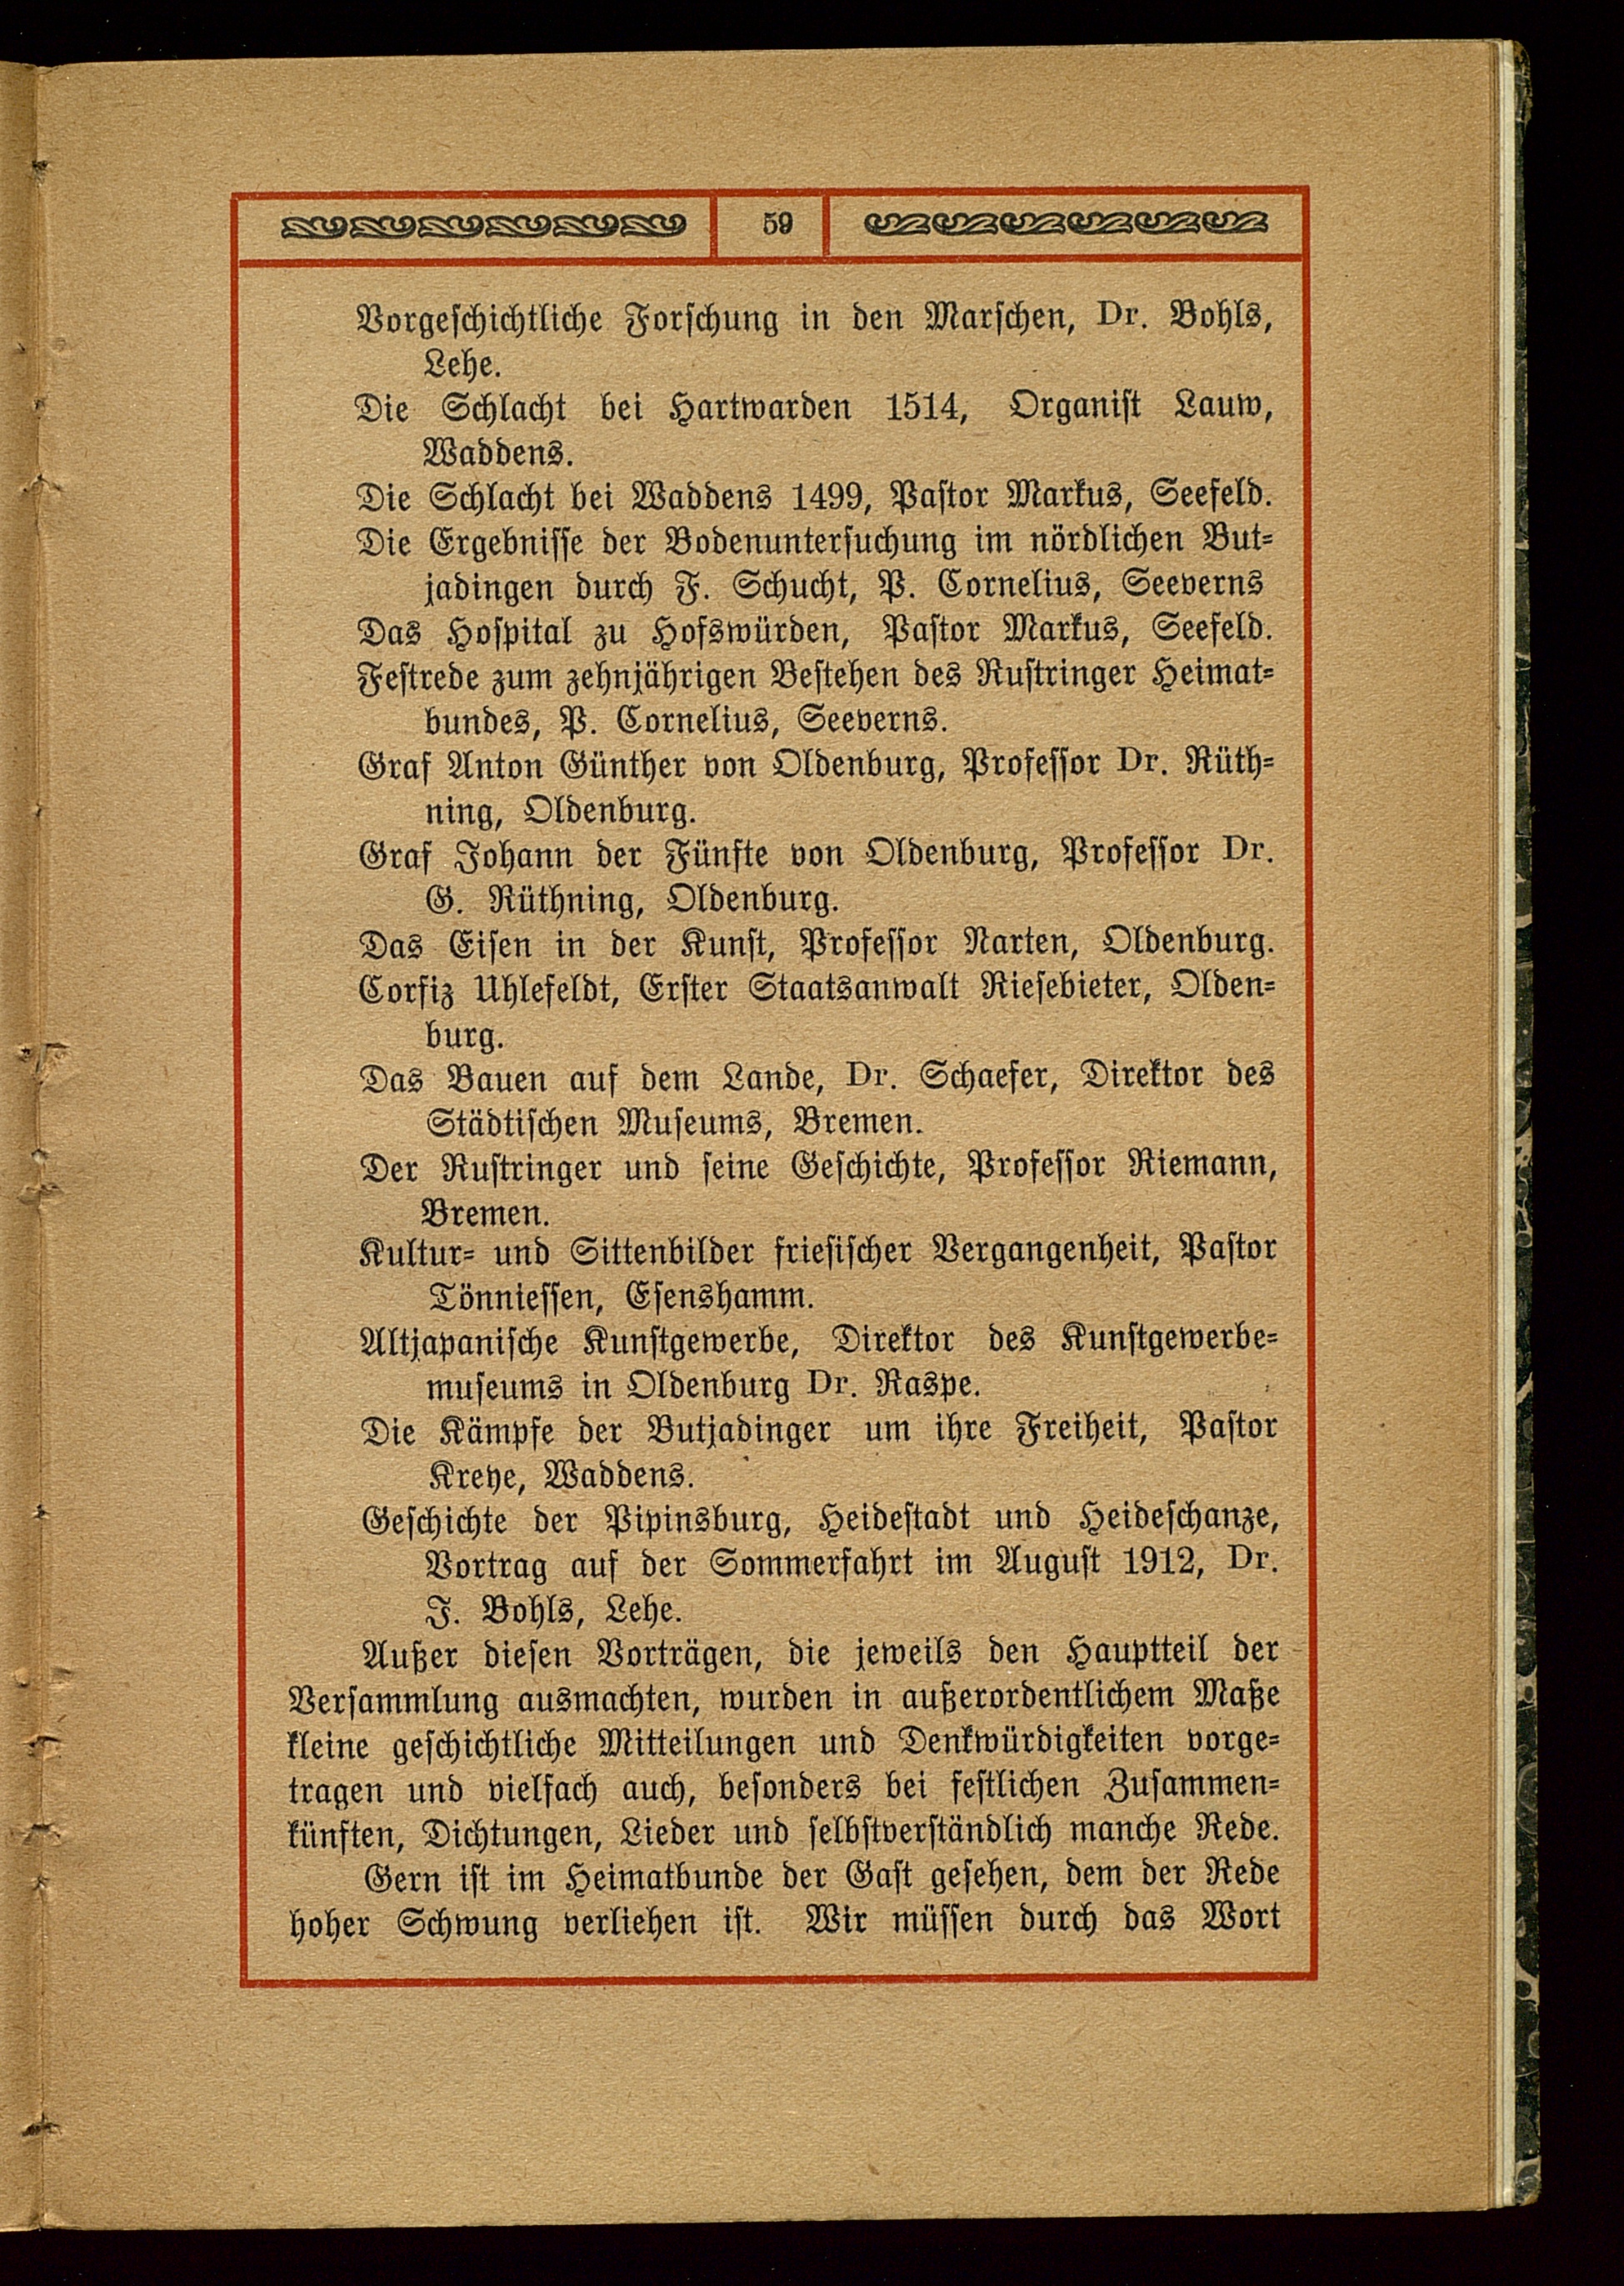 59
Vorgeschichtliche Forschung in den Marschen, Dr. Bohls,
Lehe.
Die Schlacht bei Hartwarden 1514, Organist Lauw,
Waddens.
Die Schlacht bei Waddens 1499, Pastor Markus, Seefeld.
Die Ergebnisse der Bodenuntersuchung im nördlichen But-
jadingen durch F. Schucht, P. Cornelius, Seeverns
Das Hospital zu Hofswürden, Pastor Markus, Seefeld.
Festrede zum zehnjährigen Bestehen des Rustringer Heimat-
bundes, P. Cornelius, Seeverns.
Graf Anton Günther von Oldenburg, Professor Dr. Rüth-
ning, Oldenburg.
Graf Johann der Fünfte von Oldenburg, Professor Dr.
G. Rüthning, Oldenburg.
Das Eisen in der Kunst, Professor Narten, Oldenburg.
Corfiz Uhlefeldt, Erster Staatsanwalt Riesebieter, Olden-
burg.
Das Bauen auf dem Lande, Dr. Schaefer, Direktor des
Städtischen Museums, Bremen.
Der Rustringer und seine Geschichte, Professor Riemann,
Bremen.
Kultur- und Sittenbilder friesischer Vergangenheit, Pastor
Tönniessen, Esenshamm.
Altjapanische Kunstgewerbe, Direktor des Kunstgewerbe-
museums in Oldenburg Dr. Raspe.
Die Kämpfe der Butjadinger um ihre Freiheit, Pastor
Kreye, Waddens.
Geschichte der Pipinsburg, Heidestadt und Heideschanze,
Vortrag auf der Sommerfahrt im August 1912, Dr.
J. Bohls, Lehe.
Außer diesen Vorträgen, die jeweils den Hauptteil der
Versammlung ausmachten, wurden in außerordentlichem Maße
kleine geschichtliche Mitteilungen und Denkwürdigkeiten vorge-
tragen und vielfach auch, besonders bei festlichen Zusammen-
künften, Dichtungen, Lieder und selbstverständlich manche Rede.
Gern ist im Heimatbunde der Gast gesehen, dem der Rede
hoher Schwung verliehen ist. Wir müssen durch das Wort